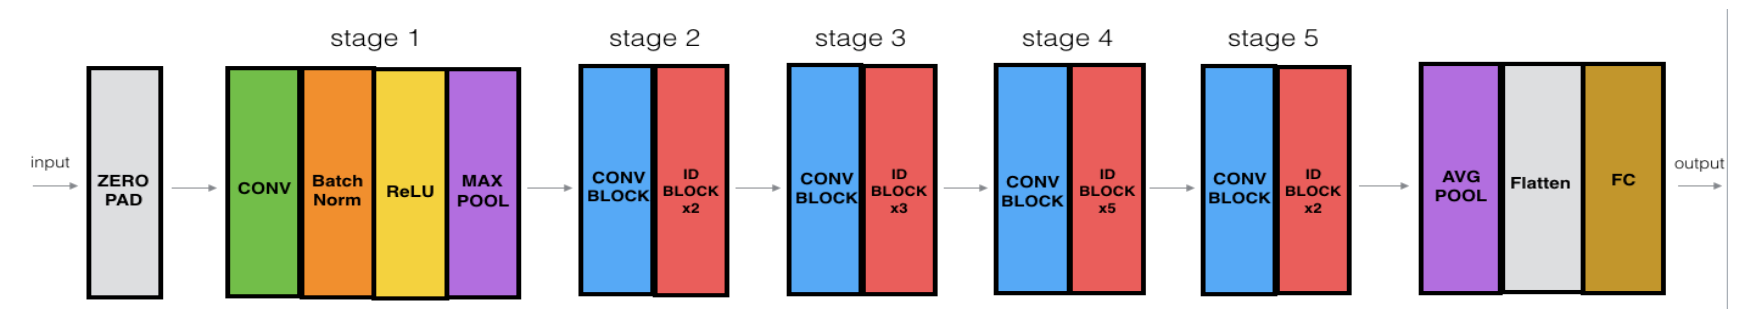 stage 1
stage 2
stage 3
stage 4
stage 5
input
ZERO
PAD
CONV
Batch
Norm
ReLU
MAX
POOL
CONV
BLOCK
ID
BLOCK
x2
CONV
BLOCK
ID
BLOCK
x3
CONV
BLOCK
ID
BLOCK
x5
CONV
BLOCK
ID
BLOCK
x2
AVG
POOL
Flatten
FC
output